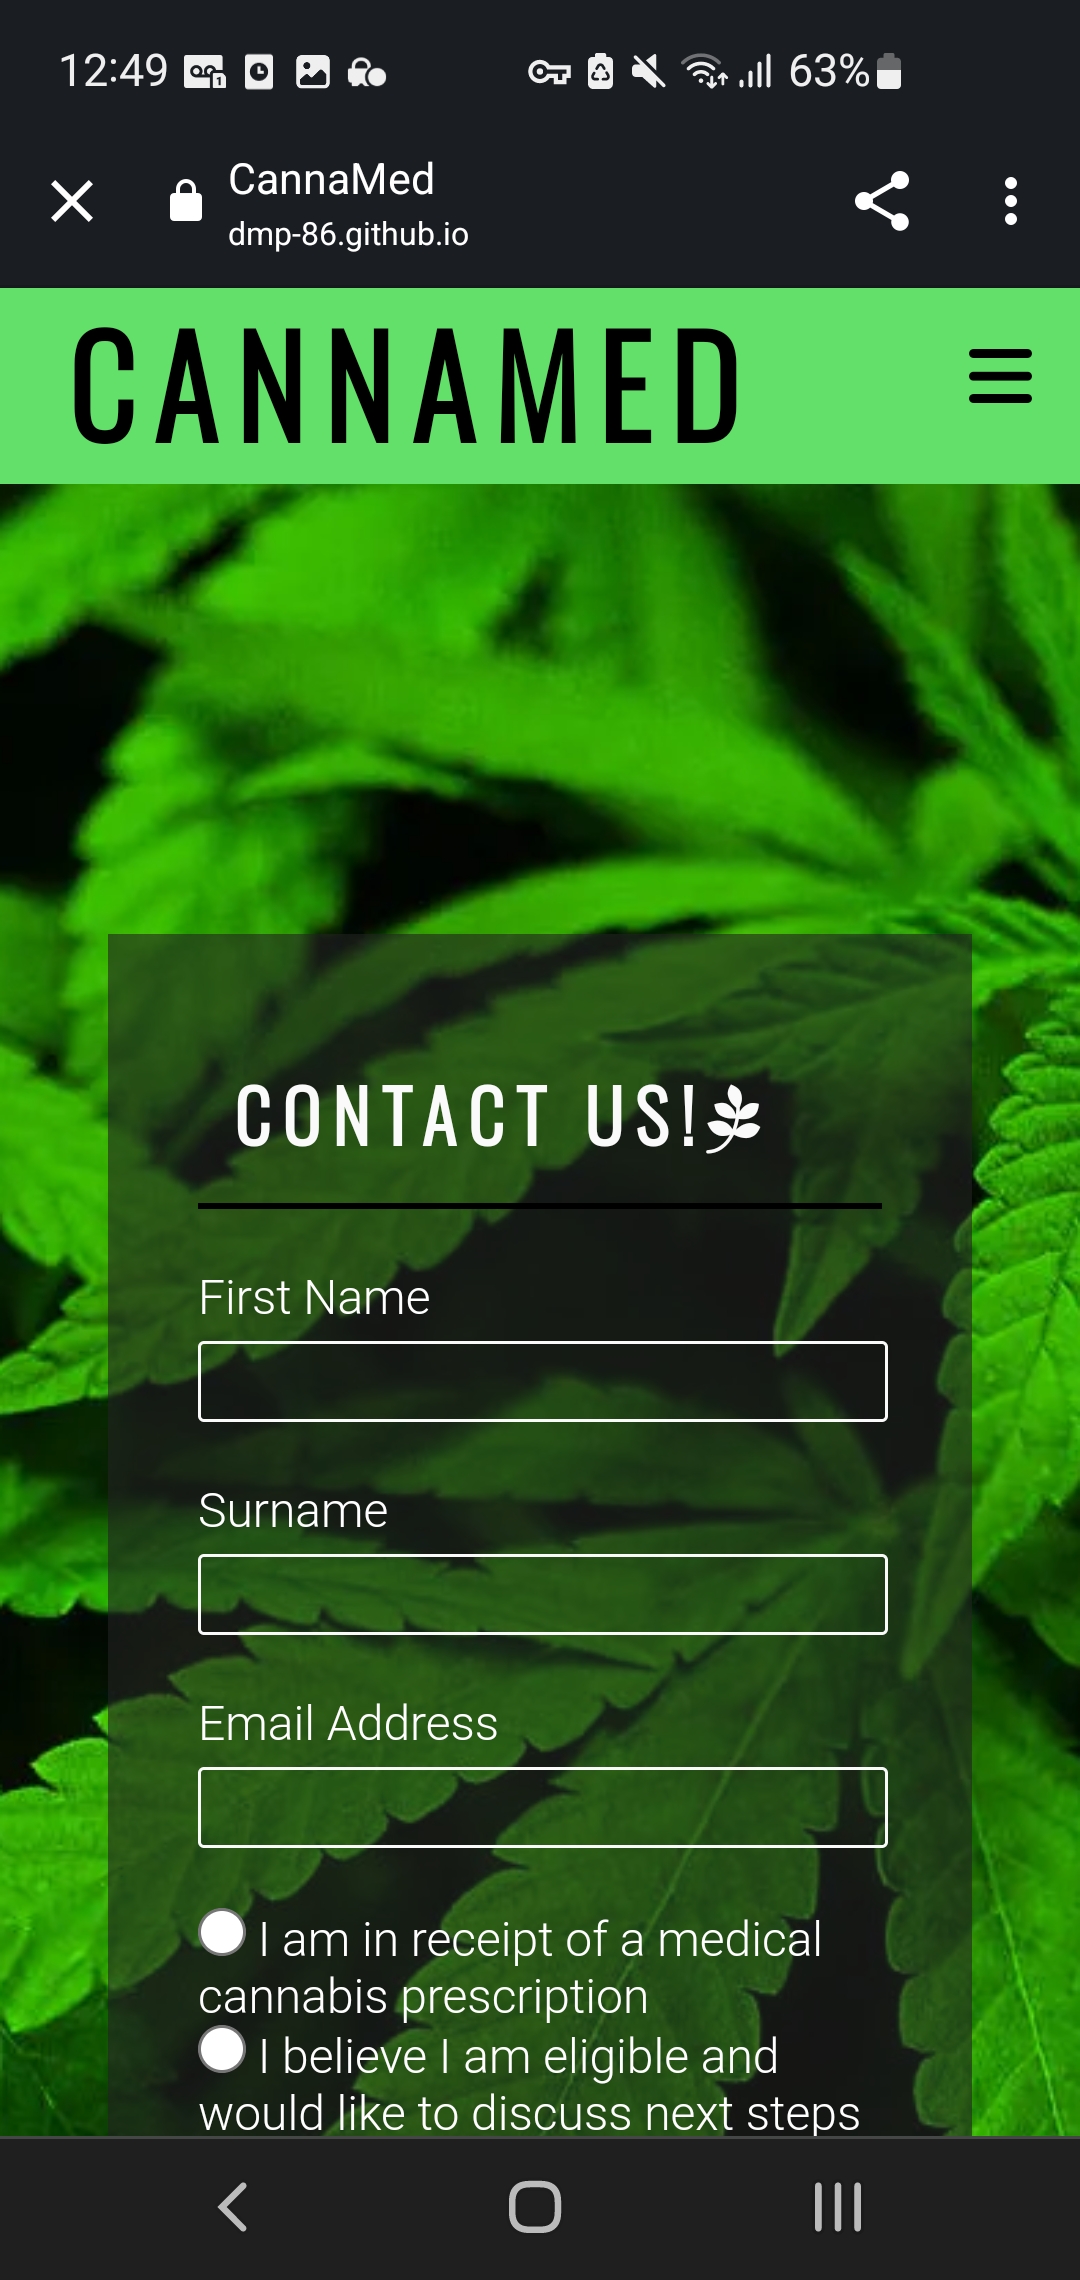 12:49
63%
CannaMed
dmp-86.github.io
CANNAMED
CONTACT US!
First Name
Surname
Email Address
I am in receipt of a medical
cannabis prescription
I believe I am eligible and
would like to discuss next steps